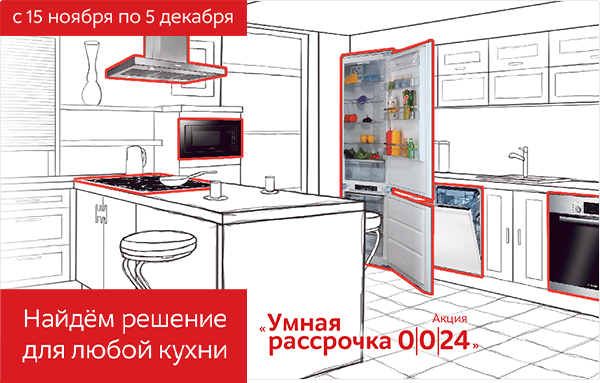 с 15 ноября по 5 декабря
Найдём решение
для любой кухни
Акция
«Умная
рассрочка 0|0|24»